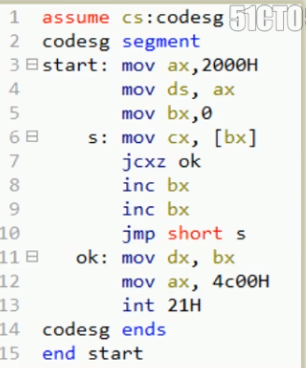 51CTO
1 assume cs:codesg
2 codesg segment
3 start: mov ax,2000H
4 mov ds, ax
5 mov bx,0
6 s: mov cx, [bx]
7 jcxz ok
8 inc bx
9 inc bx
10 jmp short s
11 ok: mov dx, bx
12 mov ax, 4c00H
13 int 21H
14 codesg ends
15 end start